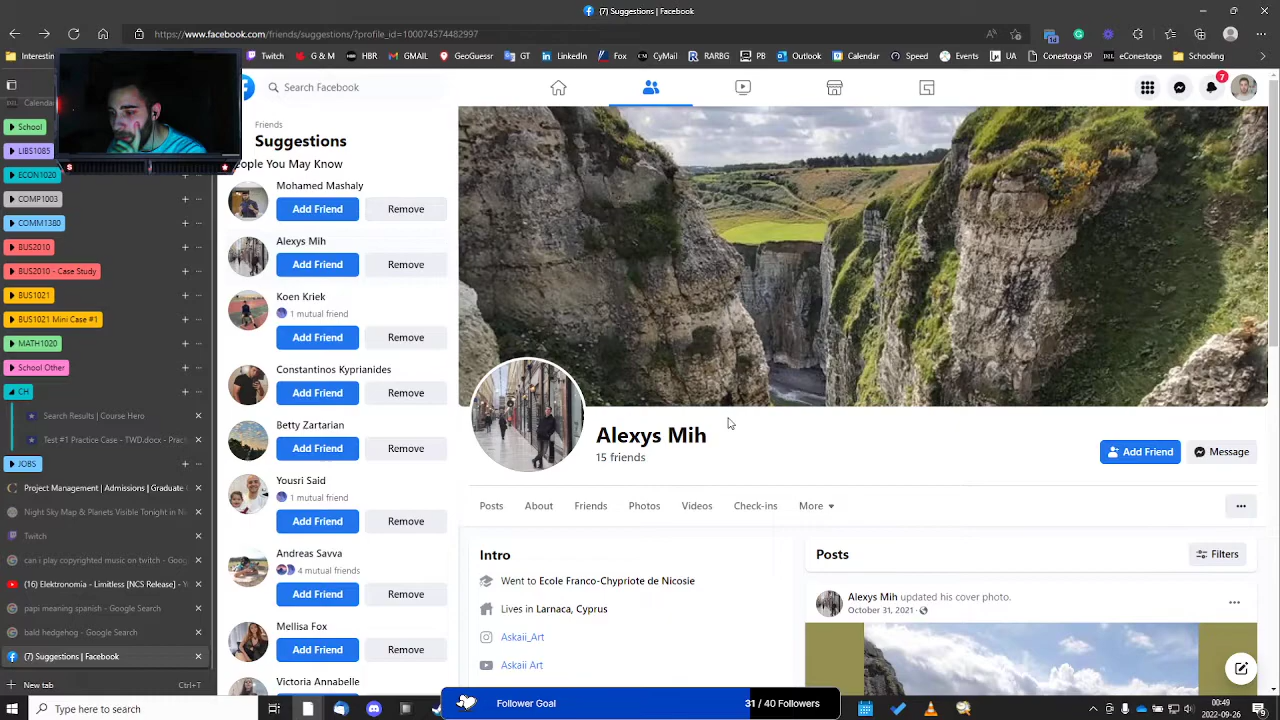 (7) Suggestions | Facebook
https://www.facebook.com/friends/suggestions/?profile_id=100074574482997
Interesting
Twitch
G & M
HBR
GMAIL
GeoGuessr
GT
LinkedIn
Fox
CyMail
RARBG
PB
Outlook
Calendar
Speed
Events
UA
Conestoga SP
eConestoga
Schooling
Calendar
School
LIBS1085
ECON1020
COMP1003
COMM1380
BUS2010
BUS2010 - Case Study
BUS1021
BUS1021 Mini Case #1
MATH1020
School Other
CH
Search Results | Course Hero
Test #1 Practice Case - TWD.docx - Prac
JOBS
Project Management | Admissions | Graduate
Night Sky Map & Planets Visible Tonight in N
Twitch
can i play copyrighted music on twitch - Goog
(16) Elektronomia - Limitless [NCS Release] - Y
papi meaning spanish - Google Search
bald hedgehog - Google Search
(7) Suggestions | Facebook
New tab
Ctrl+T
Search Facebook
7
Friends
Suggestions
eople You May Know
Mohamed Mashaly
Add Friend
Remove
Alexys Mih
Add Friend
Remove
Koen Kriek
1 mutual friend
Add Friend
Remove
Constantinos Kyprianides
Add Friend
Remove
Betty Zartarian
Add Friend
Remove
Yousri Said
1 mutual friend
Add Friend
Remove
Andreas Savva
4 mutual friends
Add Friend
Remove
Mellisa Fox
Add Friend
Remove
Victoria Annabelle
Alexys Mih
15 friends
Add Friend
Message
Posts
About
Friends
Photos
Videos
Check-ins
More
Intro
Went to Ecole Franco-Chypriote de Nicosie
Lives in Larnaca, Cyprus
Askaii_Art
Askaii Art
Posts
Filters
Alexys Mih updated his cover photo.
October 31, 2021
Type here to search
Follower Goal
31 / 40 Followers
ENG
00:49
2022-09-26